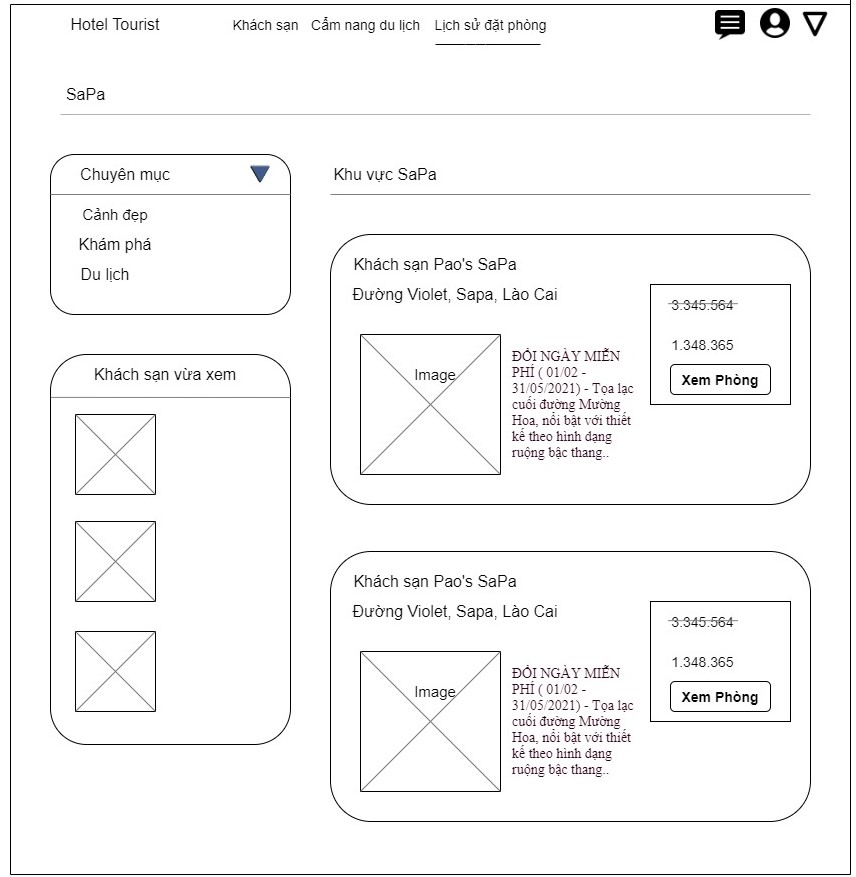 Hotel Tourist
Khách sạn Cẩm nang du lịch Lịch sử đặt phòng
SaPa
Chuyên mục
Cảnh đẹp
Khám phá
Du lịch
Khách sạn vừa xem
Khu vực SaPa
Khách sạn Pao's SaPa
Đường Violet, Sapa, Lào Cai
Image
ĐỔI NGÀY MIỄN
PHÍ ( 01/02 -
31/05/2021) - Tọa lạc
cuối đường Mường
Hoa, nổi bật với thiết
kế theo hình dạng
ruộng bậc thang..
3.345.564
1.348.365
Xem Phòng
Khách sạn Pao's SaPa
Đường Violet, Sapa, Lào Cai
Image
ĐỔI NGÀY MIỄN
PHÍ ( 01/02 -
31/05/2021) - Tọa lạc
cuối đường Mường
Hoa, nổi bật với thiết
kế theo hình dạng
ruộng bậc thang..
3.345.564
1.348.365
Xem Phòng